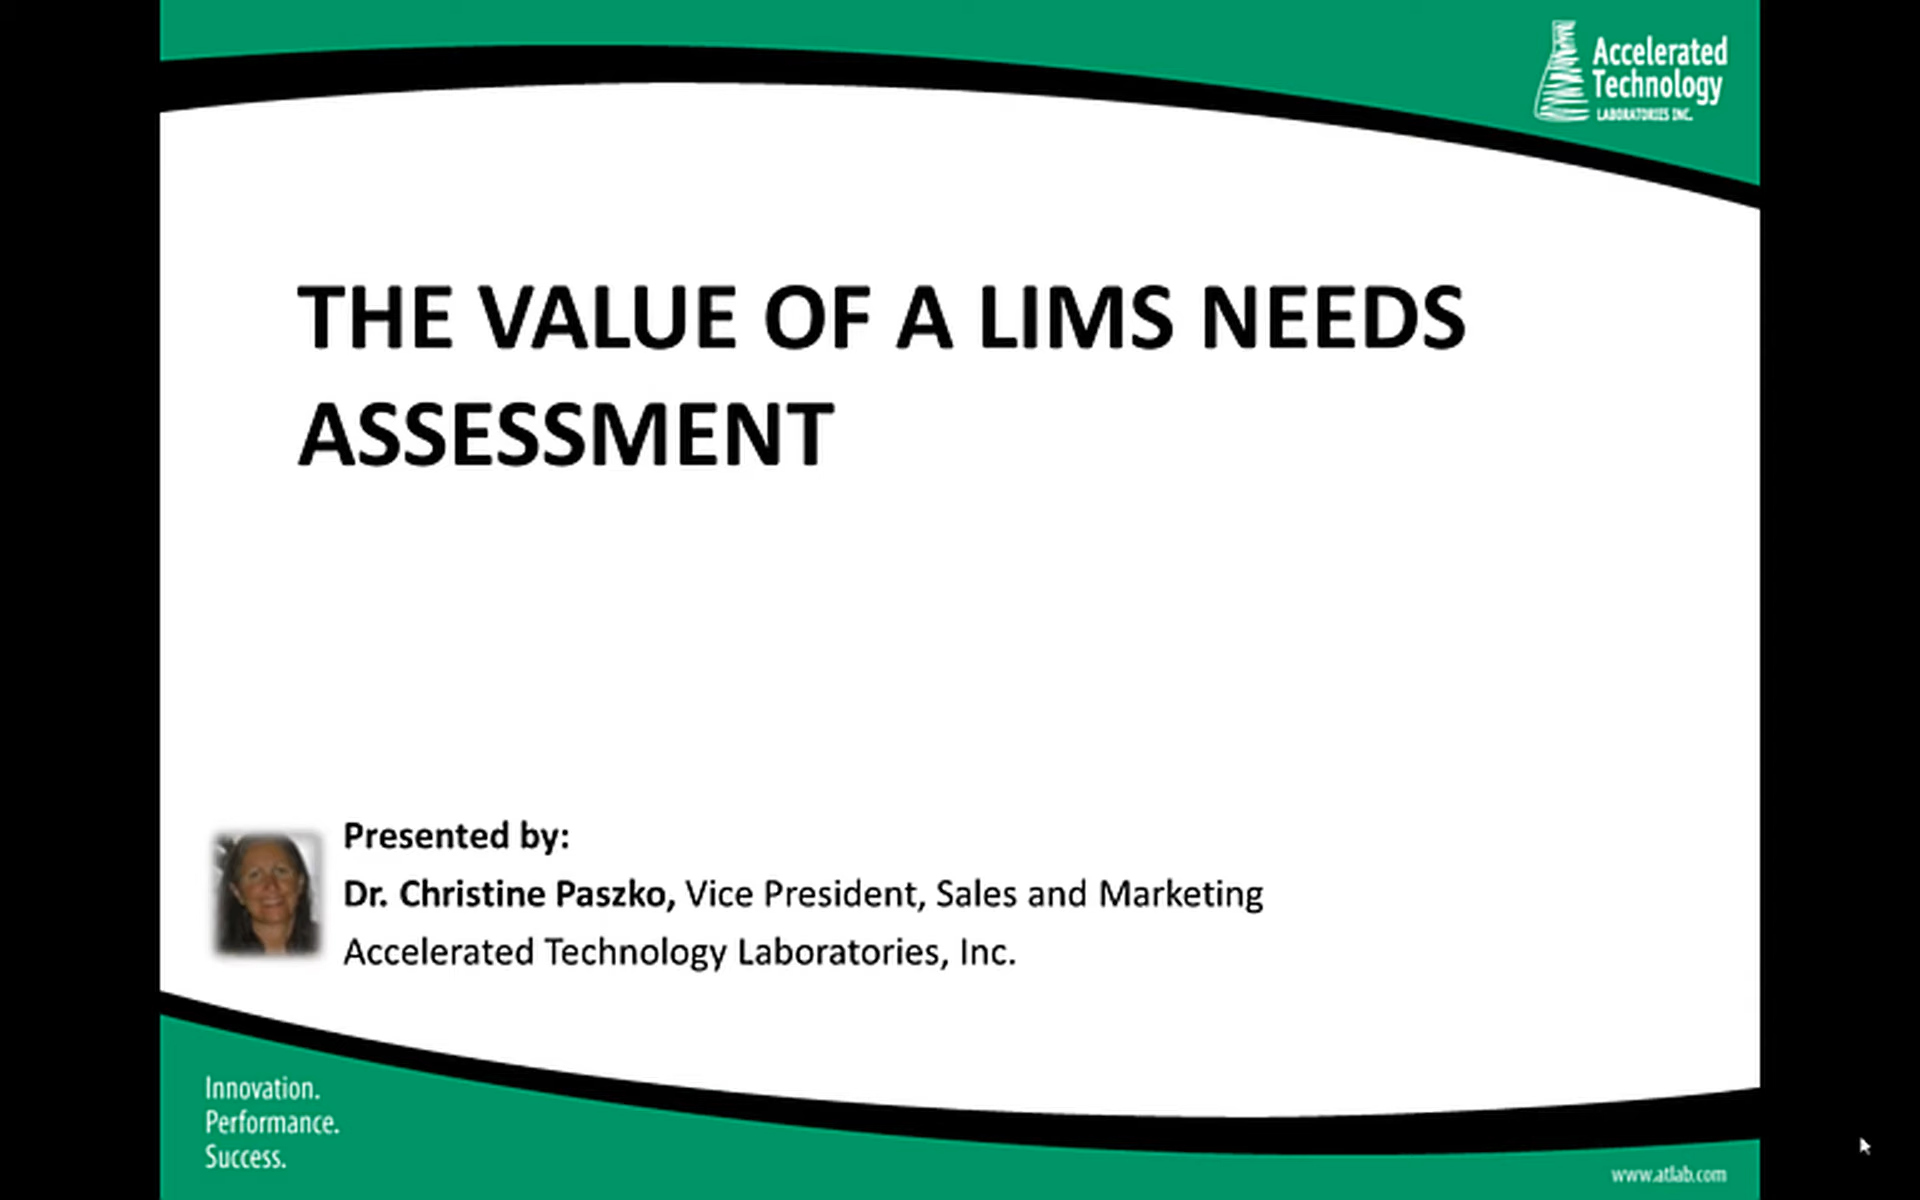 Accelerated
Technology
LABORATORIES INC.
THE VALUE OF A LIMS NEEDS
ASSESSMENT
Presented by:
Dr. Christine Paszko, Vice President, Sales and Marketing
Accelerated Technology Laboratories, Inc.
Innovation.
Performance.
Success.
www.atlab.com